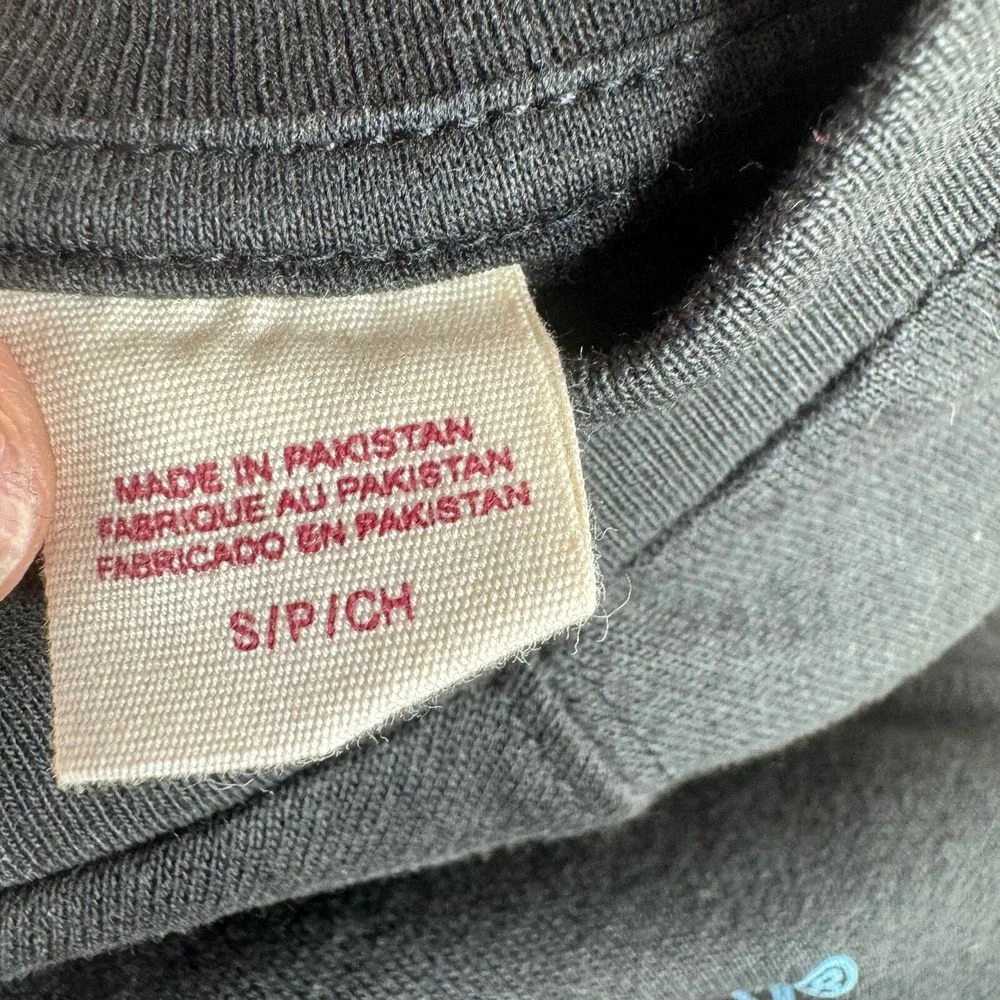 MADE IN PAKISTAN
FABRIQUE AU PAKISTAN
FABRICADO EN PAKISTAN
S/P/CH